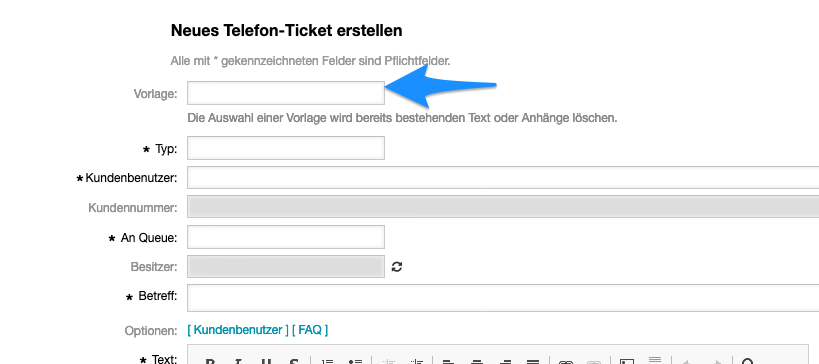 Neues Telefon-Ticket erstellen
Alle mit * gekennzeichneten Felder sind Pflichtfelder.
Vorlage:
Die Auswahl einer Vorlage wird bereits bestehenden Text oder Anhänge löschen.
* Typ:
* Kundenbenutzer:
Kundennummer:
* An Queue:
Besitzer:
* Betreff:
Optionen: [ Kundenbenutzer ] [ FAQ ]
* Text: B I U S